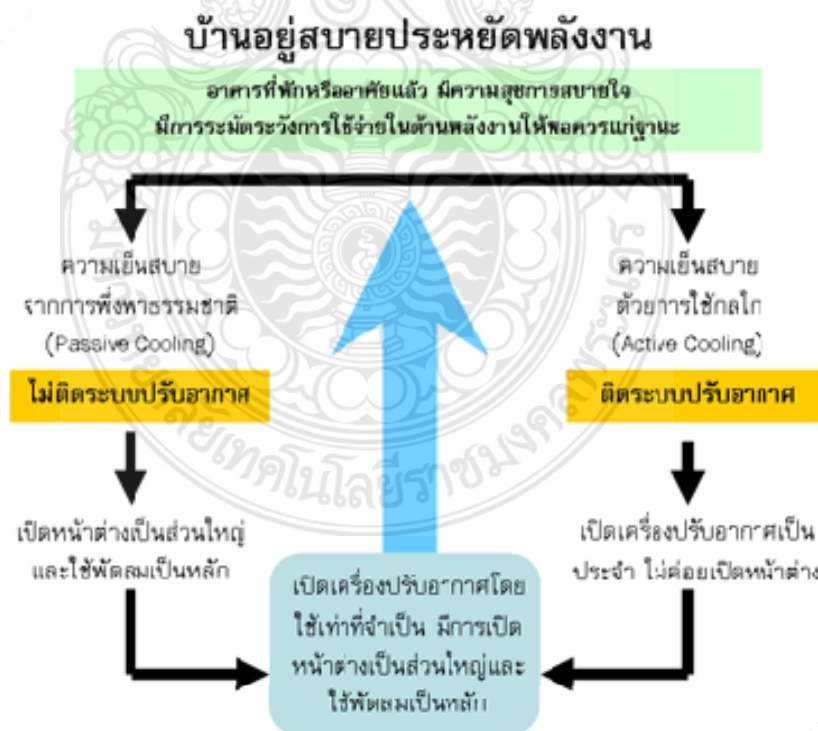 บ้านอยู่สบายประหยัดพลังงาน
อาคารที่พักหรืออาศัยแล้ว มีความสุขกายสบายใจ
มีการระมัดระวังการใช้จ่ายในด้านพลังงานให้พอควรแก่ฐานะ
ความเย็นสบาย
จากการพึ่งพาธรรมชาติ
(Passive Cooling)
ไม่ติดระบบปรับอากาศ
เปิดหน้าต่างเป็นส่วนใหญ่
และใช้พัดลมเป็นหลัก
ความเย็นสบาย
ด้วยการใช้กลไก
(Active Cooling)
ติดระบบปรับอากาศ
เปิดเครื่องปรับอากาศเป็น
ประจำ ไม่ค่อยเปิดหน้าต่าง
เปิดเครื่องปรับอากาศโดย
ใช้เท่าที่จำเป็น มีการเปิด
หน้าต่างเป็นส่วนใหญ่และ
ใช้พัดลมเป็นหลัก